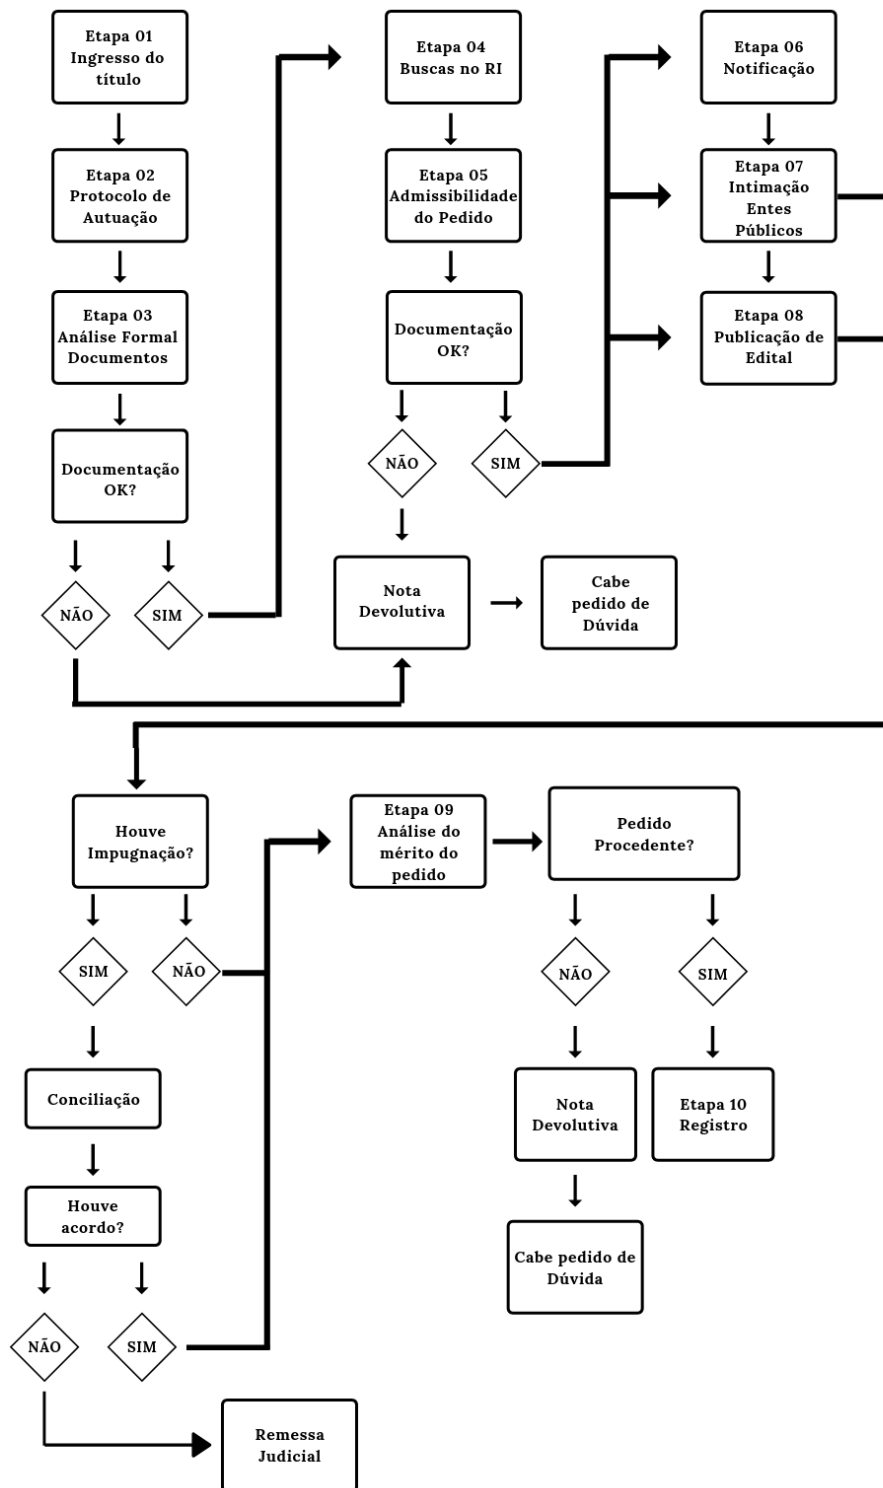 Etapa 01
Ingresso do
título
Etapa 02
Protocolo de
Autuação
Etapa 03
Análise Formal
Documentos
Documentação
OK?
NÃO
SIM
Etapa 04
Buscas no RI
Etapa 05
Admissibilidade
do Pedido
Documentação
OK?
NÃO
SIM
Nota
Devolutiva
Cabe
pedido de
Dúvida
Etapa 06
Notificação
Etapa 07
Intimação
Entes
Públicos
Etapa 08
Publicação de
Edital
Houve
Impugnação?
SIM
NÃO
Conciliação
Houve
acordo?
NÃO
SIM
Remessa
Judicial
Etapa 09
Análise do
mérito do
pedido
Pedido
Procedente?
NÃO
SIM
Nota
Devolutiva
Etapa 10
Registro
Cabe pedido de
Dúvida